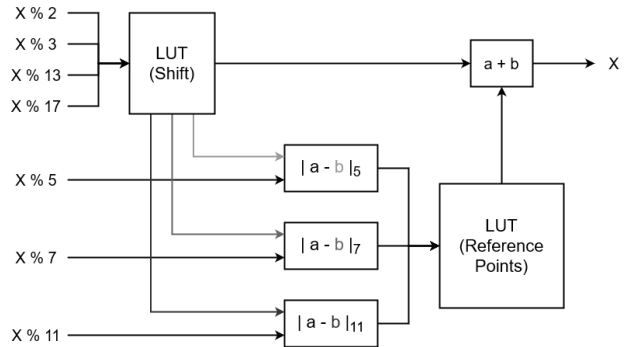 X % 2
X % 3
X % 13
X % 17
LUT
(Shift)
a + b
X
X % 5
| a - b |5
X % 7
| a - b |7
LUT
(Reference
Points)
X % 11
| a - b |11